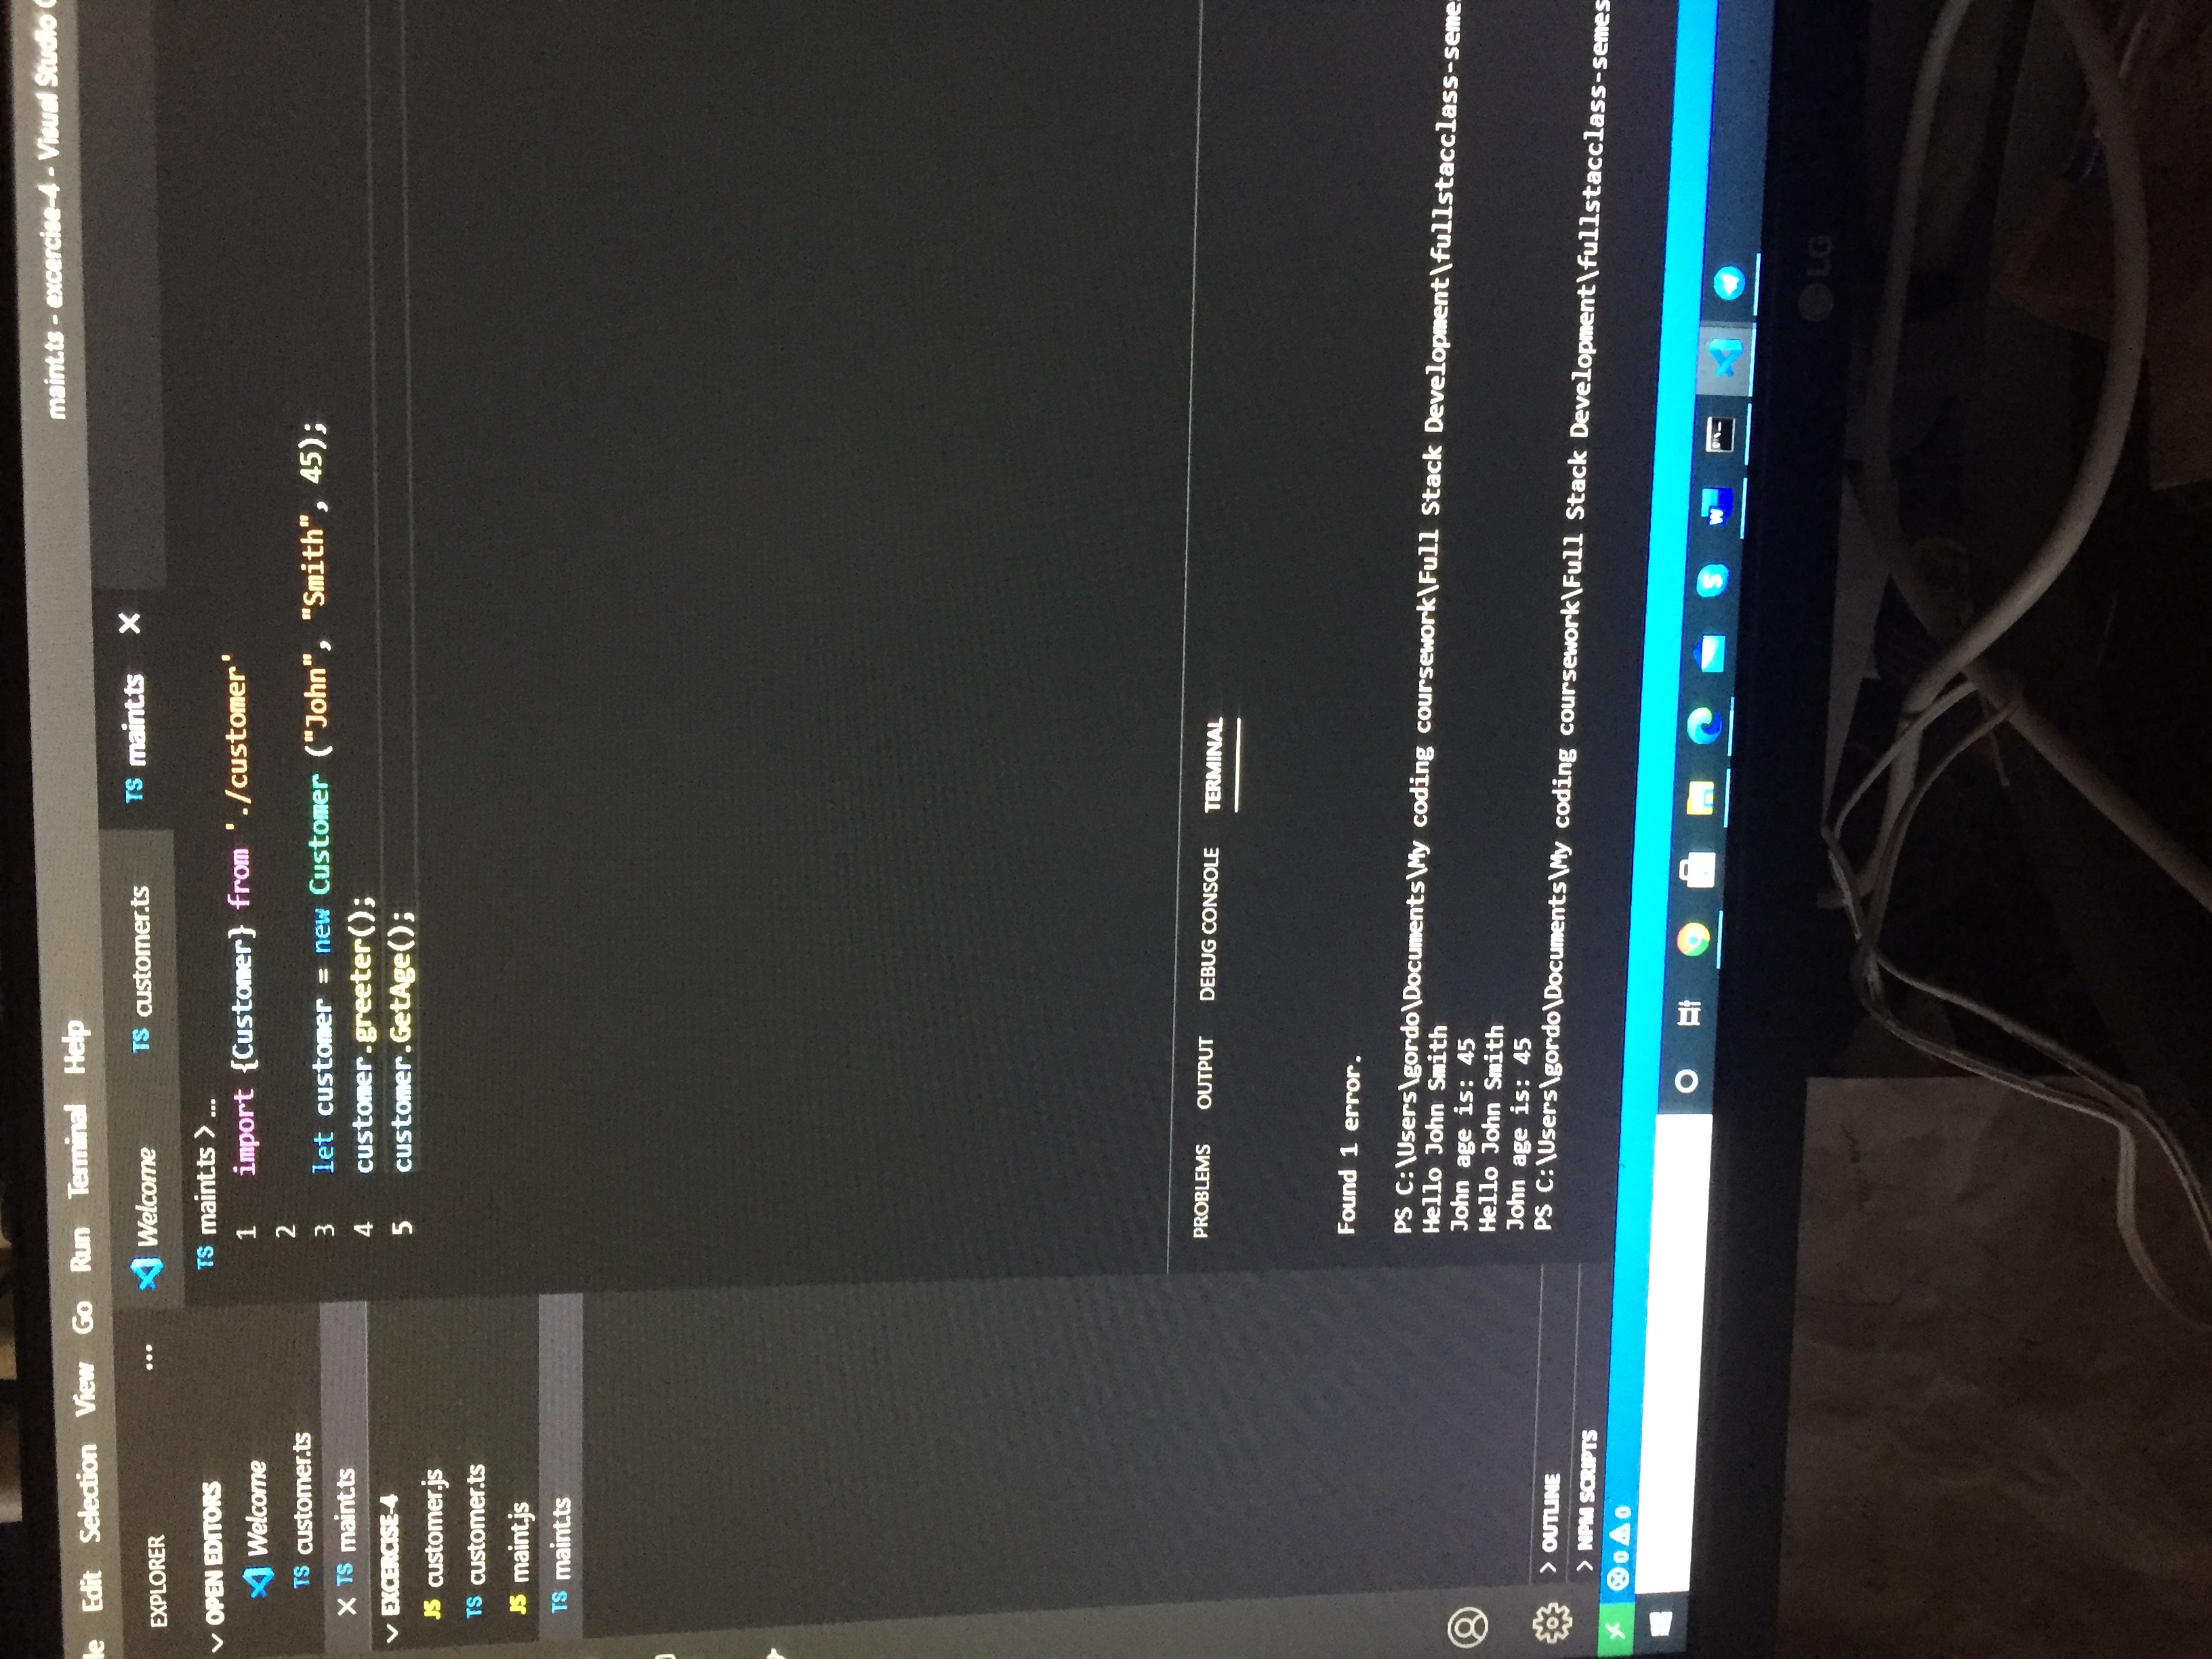 maint.ts - excercise-4 - Visual Studio
Edit Selection View Go Run Terminal Help
EXPLORER ...
Welcome
TS customer.ts
TS maint.ts
OPEN EDITORS
Welcome
TS customer.ts
TS maint.ts
EXCERCISE-4
JS customer.js
TS customer.ts
JS maint.js
TS maint.ts
TS maint.ts > ...
1 import {Customer} from './customer'
2
3 let customer = new Customer ("John", "Smith", 45);
4 customer.greeter();
5 customer.GetAge();
PROBLEMS OUTPUT DEBUG CONSOLE TERMINAL
Found 1 error.
PS C:\Users\gordo\Documents\My coding coursework\Full Stack Development\fullstacclass-seme
Hello John Smith
John age is: 45
Hello John Smith
John age is: 45
PS C:\Users\gordo\Documents\My coding coursework\Full Stack Development\fullstacclass-semes
OUTLINE
NPM SCRIPTS
0 0
LG